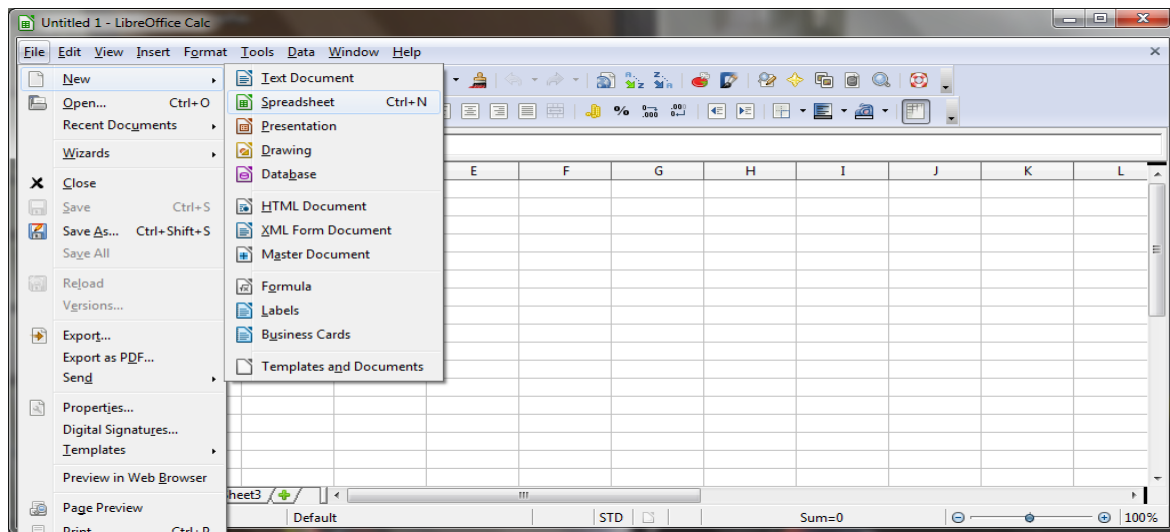 Untitled 1 - LibreOffice Calc
File Edit View Insert Format Tools Data Window Help
New
Open... Ctrl+O
Recent Documents
Wizards
Close
Save Ctrl+S
Save As... Ctrl+Shift+S
Save All
Reload
Versions...
Export...
Export as PDF...
Send
Properties...
Digital Signatures...
Templates
Preview in Web Browser
Page Preview
Print... Ctrl+P
Text Document
Spreadsheet Ctrl+N
Presentation
Drawing
Database
HTML Document
XML Form Document
Master Document
Formula
Labels
Business Cards
Templates and Documents
E F G H I J K L
heet3
Default STD Sum=0 100%